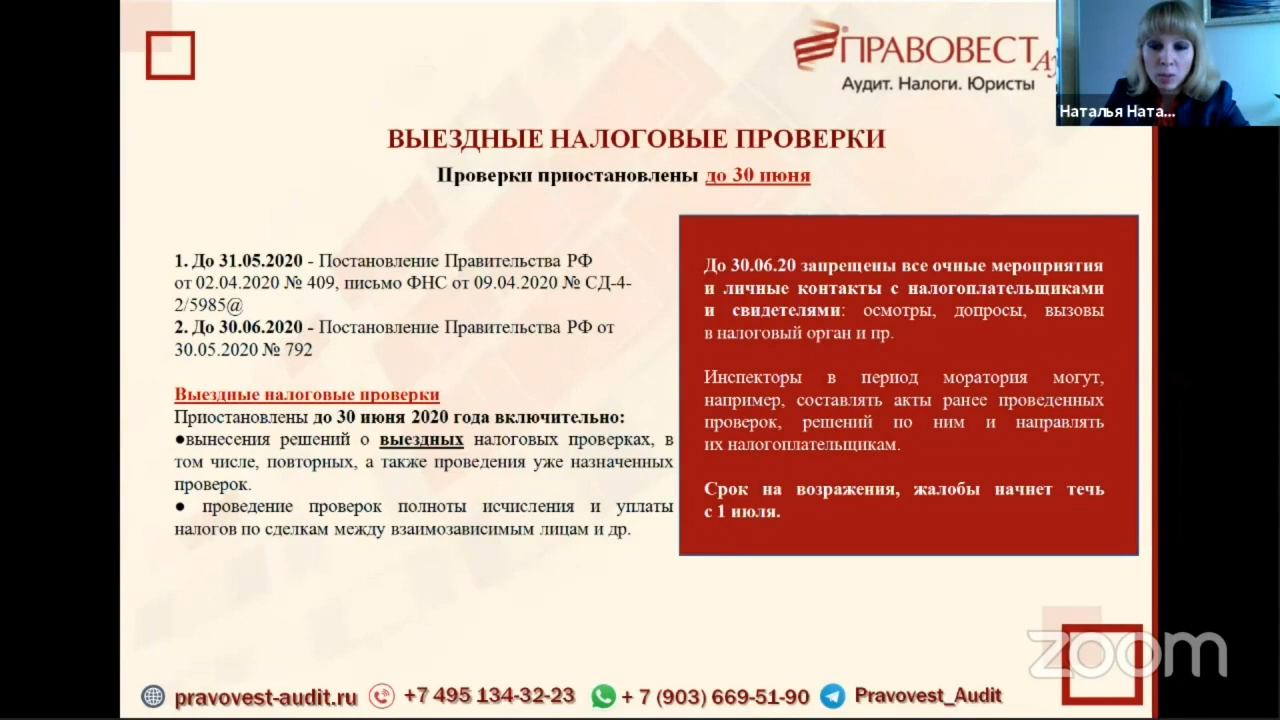 ПРАВОВЕСТ Ау
Аудит. Налоги. Юристы
Наталья Ната...
ВЫЕЗДНЫЕ НАЛОГОВЫЕ ПРОВЕРКИ
Проверки приостановлены до 30 июня
1. До 31.05.2020 - Постановление Правительства РФ
от 02.04.2020 № 409, письмо ФНС от 09.04.2020 № СД-4-
2/5985@
2. До 30.06.2020 - Постановление Правительства РФ от
30.05.2020 № 792
Выездные налоговые проверки
Приостановлены до 30 июня 2020 года включительно:
●вынесения решений о выездных налоговых проверках, в
том числе, повторных, а также проведения уже назначенных
проверок.
● проведение проверок полноты исчисления и уплаты
налогов по сделкам между взаимозависимым лицам и др.
До 30.06.20 запрещены все очные мероприятия
и личные контакты с налогоплательщиками
и свидетелями: осмотры, допросы, вызовы
в налоговый орган и пр.
Инспекторы в период моратория могут,
например, составлять акты ранее проведенных
проверок, решений по ним и направлять
их налогоплательщикам.
Срок на возражения, жалобы начнет течь
с 1 июля.
zoom
pravovest-audit.ru +7 495 134-32-23 + 7 (903) 669-51-90 Pravovest_Audit